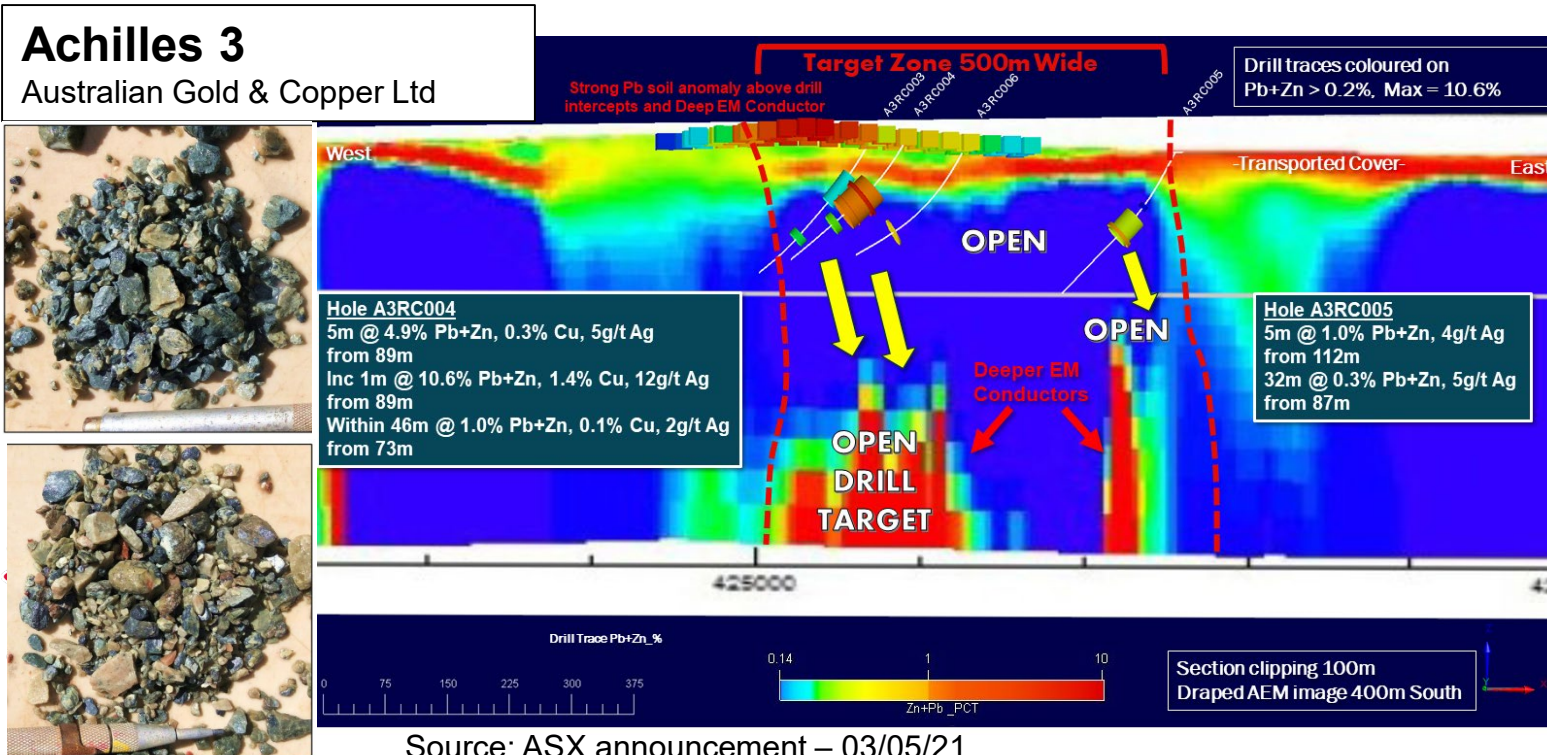 Achilles 3
Australian Gold & Copper Ltd
Target Zone 500m Wide
Strong Pb soil anomaly above drill
intercepts and Deep EM Conductor
A3RC003
A3RC004
A3RC006
A3RC005
Drill traces coloured on
Pb+Zn > 0.2%, Max = 10.6%
West
-Transported Cover-
East
OPEN
Hole A3RC004
5m @ 4.9% Pb+Zn, 0.3% Cu, 5g/t Ag
from 89m
Inc 1m @ 10.6% Pb+Zn, 1.4% Cu, 12g/t Ag
from 89m
Within 46m @ 1.0% Pb+Zn, 0.1% Cu, 2g/t Ag
from 73m
OPEN
Deeper EM
Conductors
OPEN
DRILL
TARGET
Hole A3RC005
5m @ 1.0% Pb+Zn, 4g/t Ag
from 112m
32m @ 0.3% Pb+Zn, 5g/t Ag
from 87m
425000
Drill Trace Pb+Zn_%
0 75 150 225 300 375
0.14 1 10
Zn+Pb _PCT
Section clipping 100m
Draped AEM image 400m South
Source: ASX announcement – 03/05/21